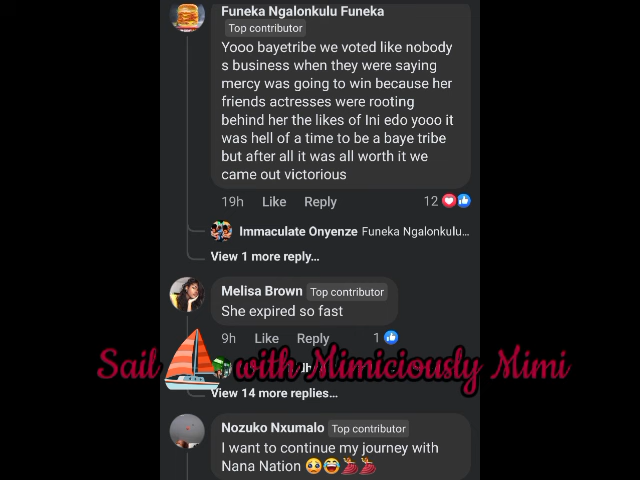 Funeka Ngalonkulu Funeka
Top contributor
Yooo bayetribe we voted like nobody
s business when they were saying
mercy was going to win because her
friends actresses were rooting
behind her the likes of Ini edo yooo it
was hell of a time to be a baye tribe
but after all it was all worth it we
came out victorious
19h Like Reply 12
Immaculate Onyenze Funeka Ngalonkulu...
View 1 more reply...
Melisa Brown Top contributor
She expired so fast
9h Like Reply 1
Sail with Mimiciously Mimi
View 14 more replies...
Nozuko Nxumalo Top contributor
I want to continue my journey with
Nana Nation 🥺😂💃💃